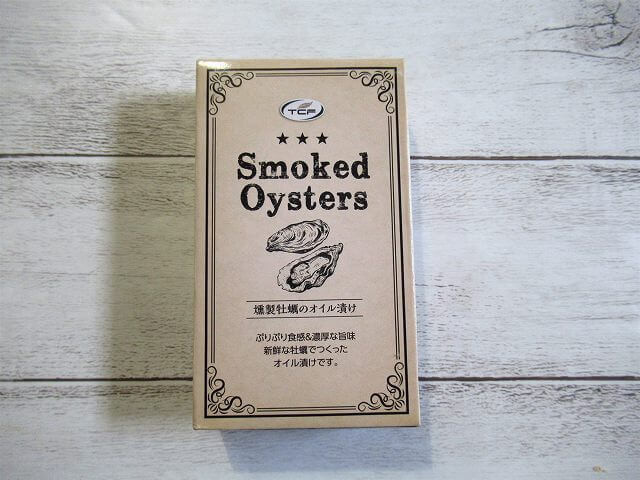 TCF
★★★
Smoked
Oysters
燻製牡蠣のオイル漬け
ぷりぷり食感&濃厚な旨味
新鮮な牡蠣でつくった
オイル漬けです。